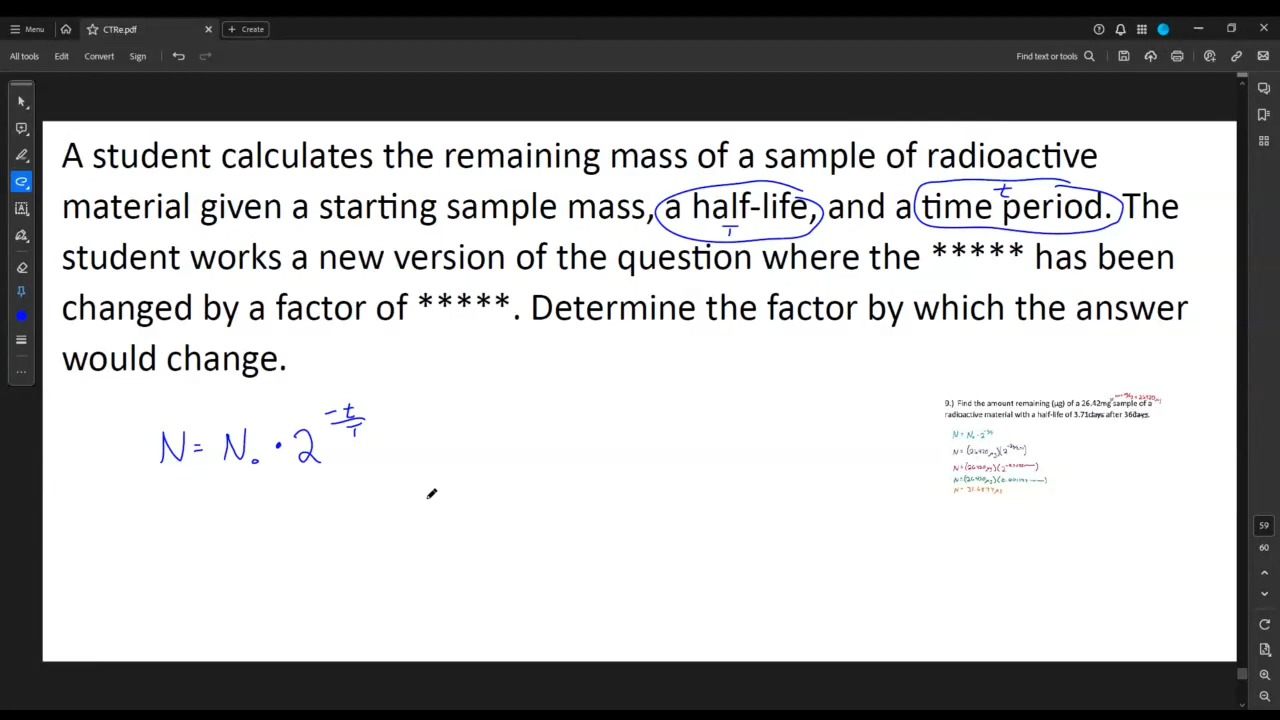 Menu CTRe.pdf Create
All tools Edit Convert Sign Find text or tools
A student calculates the remaining mass of a sample of radioactive
material given a starting sample mass, a half-life, and a time period. The
T t
student works a new version of the question where the ***** has been
changed by a factor of *****. Determine the factor by which the answer
would change.
N = N₀ • 2^(-t/T)
9.) Find the amount remaining (µg) of a 26.42mg sample of a
radioactive material with a half-life of 3.71days after 36days.
59
60